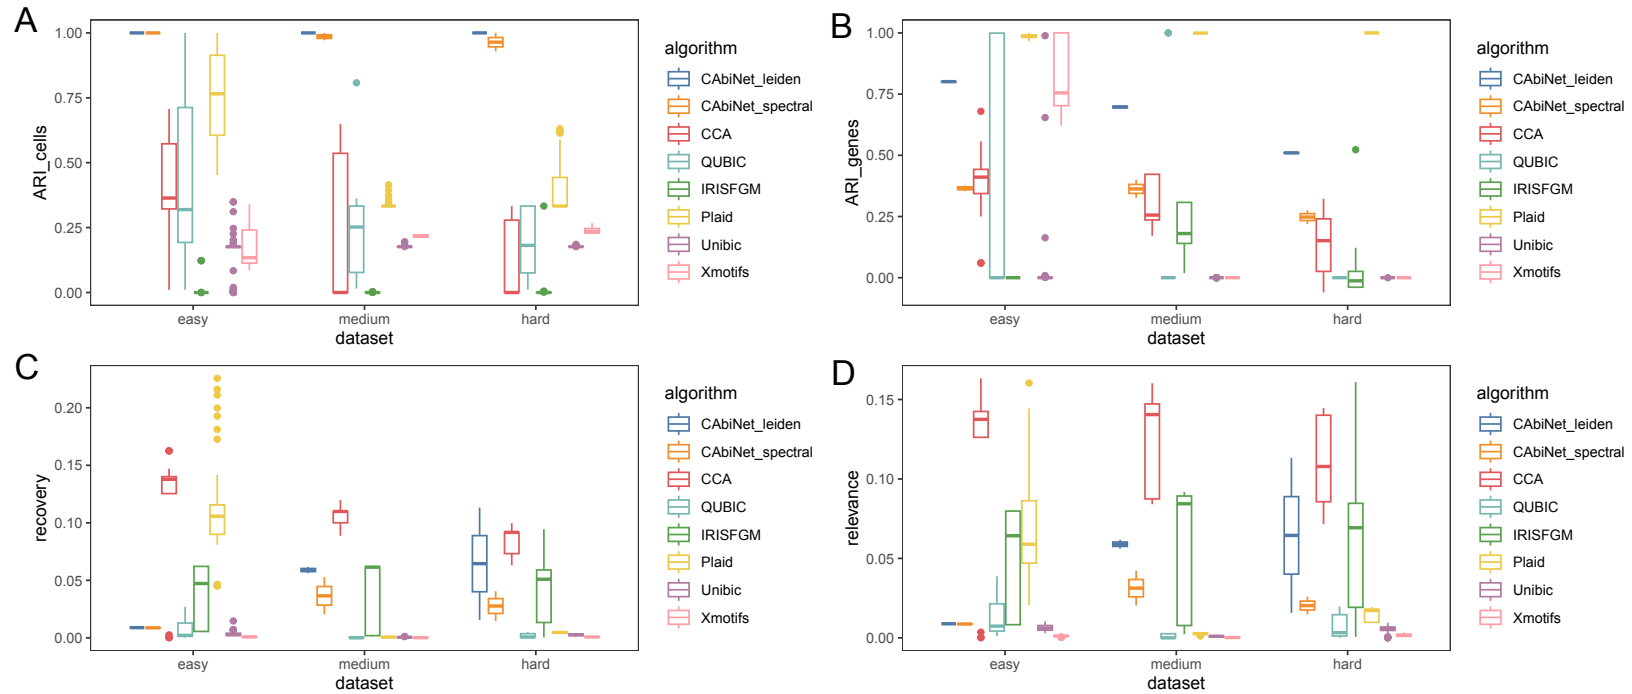 A
ARI_cells
1.00
0.75
0.50
0.25
0.00
easy
medium
hard
dataset
algorithm
CAbiNet_leiden
CAbiNet_spectral
CCA
QUBIC
IRISFGM
Plaid
Unibic
Xmotifs
B
ARI_genes
1.00
0.75
0.50
0.25
0.00
easy
medium
hard
dataset
algorithm
CAbiNet_leiden
CAbiNet_spectral
CCA
QUBIC
IRISFGM
Plaid
Unibic
Xmotifs
C
recovery
0.20
0.15
0.10
0.05
0.00
easy
medium
hard
dataset
algorithm
CAbiNet_leiden
CAbiNet_spectral
CCA
QUBIC
IRISFGM
Plaid
Unibic
Xmotifs
D
relevance
0.15
0.10
0.05
0.00
easy
medium
hard
dataset
algorithm
CAbiNet_leiden
CAbiNet_spectral
CCA
QUBIC
IRISFGM
Plaid
Unibic
Xmotifs